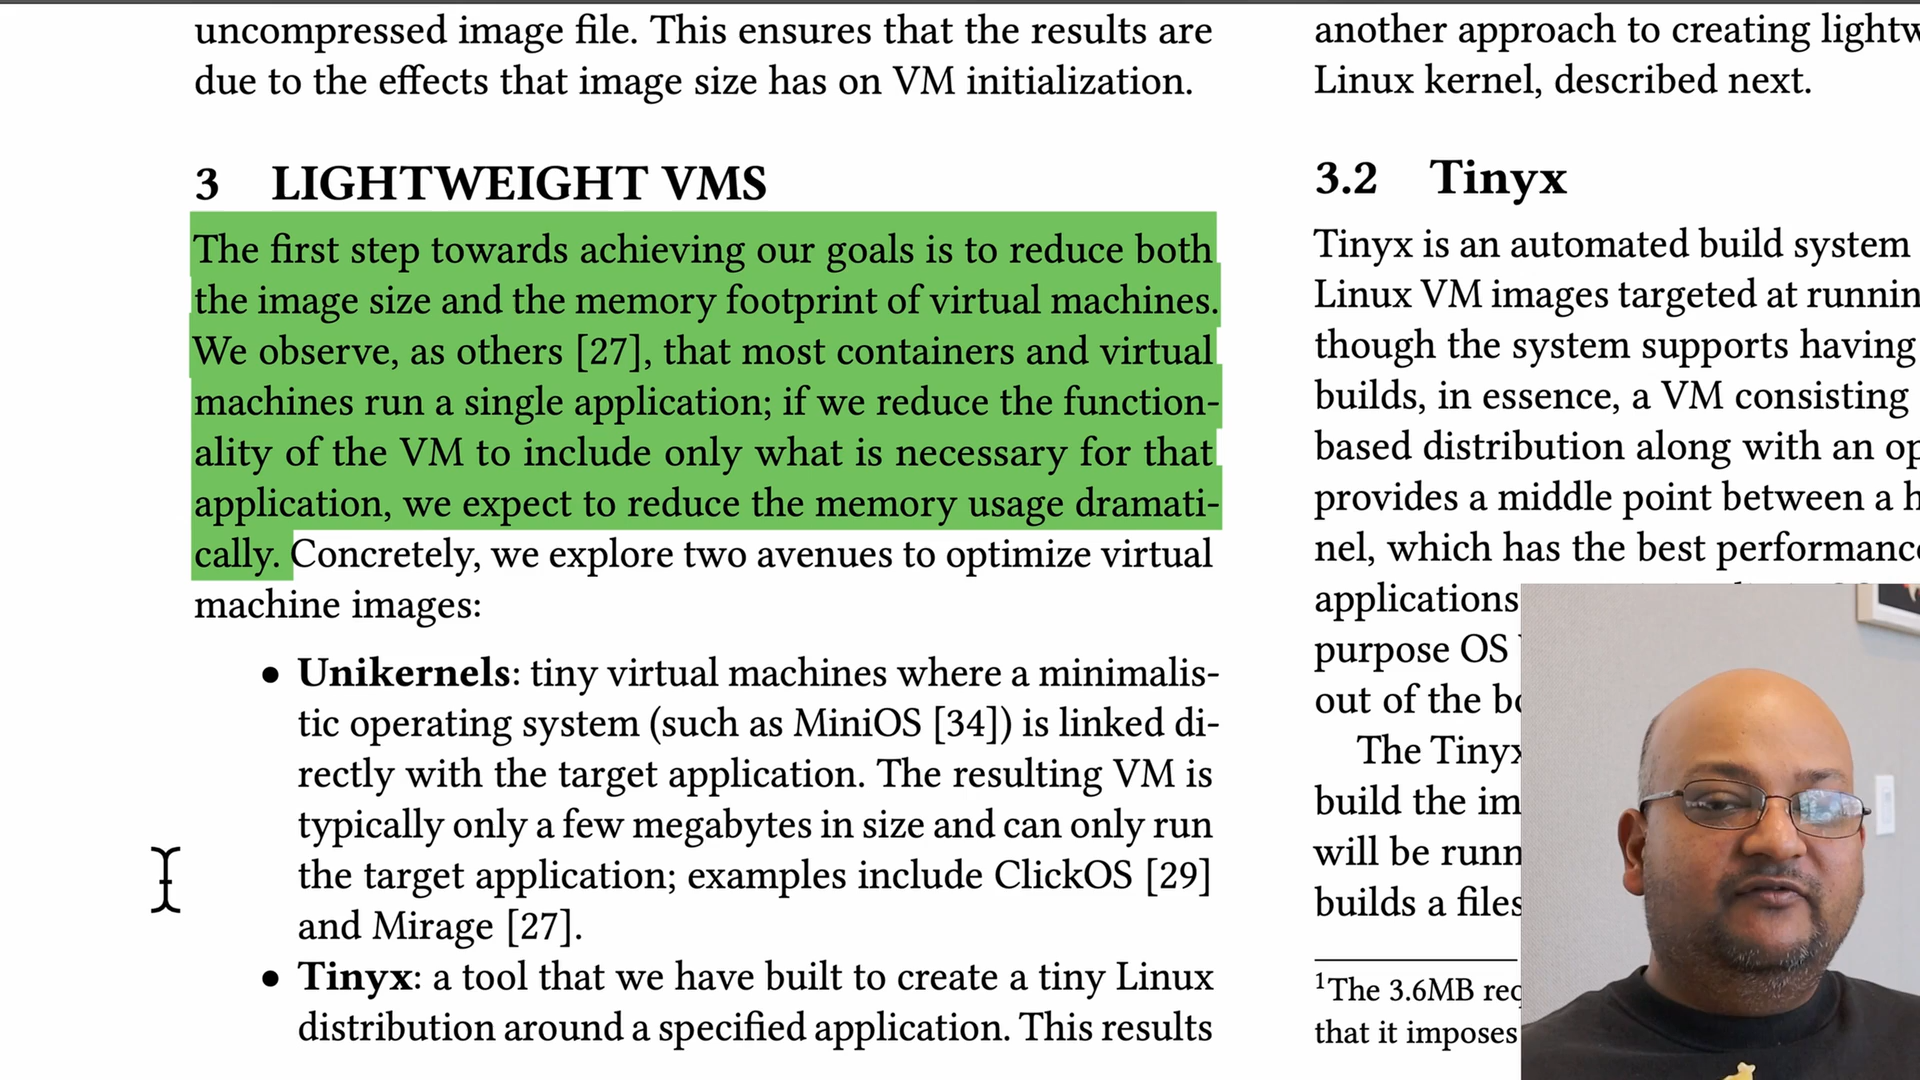 uncompressed image file. This ensures that the results are
due to the effects that image size has on VM initialization.
3 LIGHTWEIGHT VMS
The first step towards achieving our goals is to reduce both
the image size and the memory footprint of virtual machines.
We observe, as others [27], that most containers and virtual
machines run a single application; if we reduce the function-
ality of the VM to include only what is necessary for that
application, we expect to reduce the memory usage dramati-
cally. Concretely, we explore two avenues to optimize virtual
machine images:
• Unikernels: tiny virtual machines where a minimalis-
tic operating system (such as MiniOS [34]) is linked di-
rectly with the target application. The resulting VM is
typically only a few megabytes in size and can only run
the target application; examples include ClickOS [29]
and Mirage [27].
• Tinyx: a tool that we have built to create a tiny Linux
distribution around a specified application. This results
another approach to creating lightw
Linux kernel, described next.
3.2 Tinyx
Tinyx is an automated build system
Linux VM images targeted at runnin
though the system supports having
builds, in essence, a VM consisting
based distribution along with an op
provides a middle point between a h
nel, which has the best performance
applications
purpose OS
out of the bo
The Tinyx
build the im
will be runn
builds a files
1The 3.6MB req
that it imposes